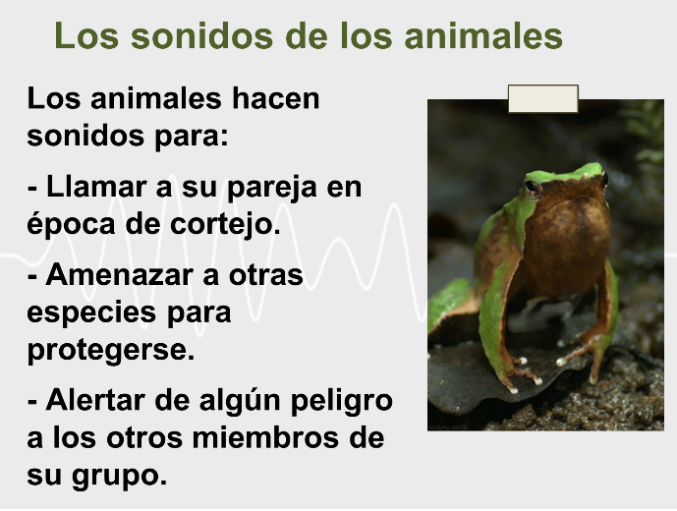 Los sonidos de los animales
Los animales hacen
sonidos para:
- Llamar a su pareja en
época de cortejo.
- Amenazar a otras
especies para
protegerse.
- Alertar de algún peligro
a los otros miembros de
su grupo.